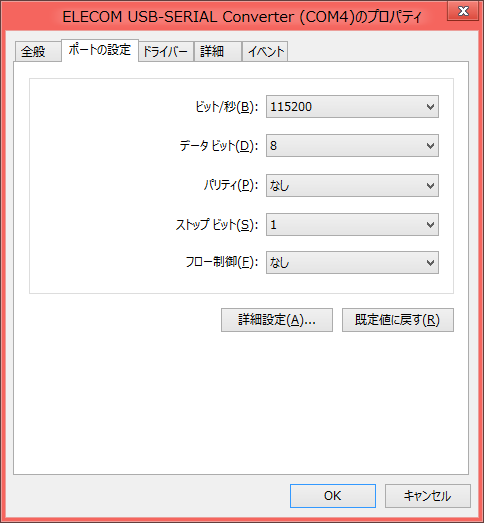 ELECOM USB-SERIAL Converter (COM4)のプロパティ
x
全般 ポートの設定 ドライバー 詳細 イベント
ビット/秒(B): 115200
データ ビット(D): 8
パリティ(P): なし
ストップ ビット(S): 1
フロー制御(F): なし
詳細設定(A)... 既定値に戻す(R)
OK キャンセル